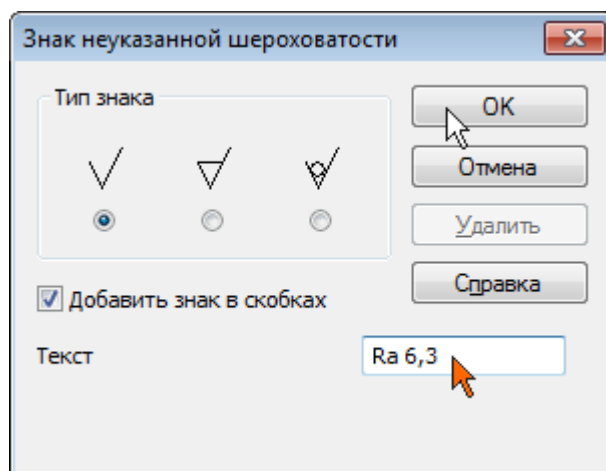 Знак неуказанной шероховатости
Тип знака
OK
Отмена
Удалить
Справка
Добавить знак в скобках
Текст
Ra 6,3